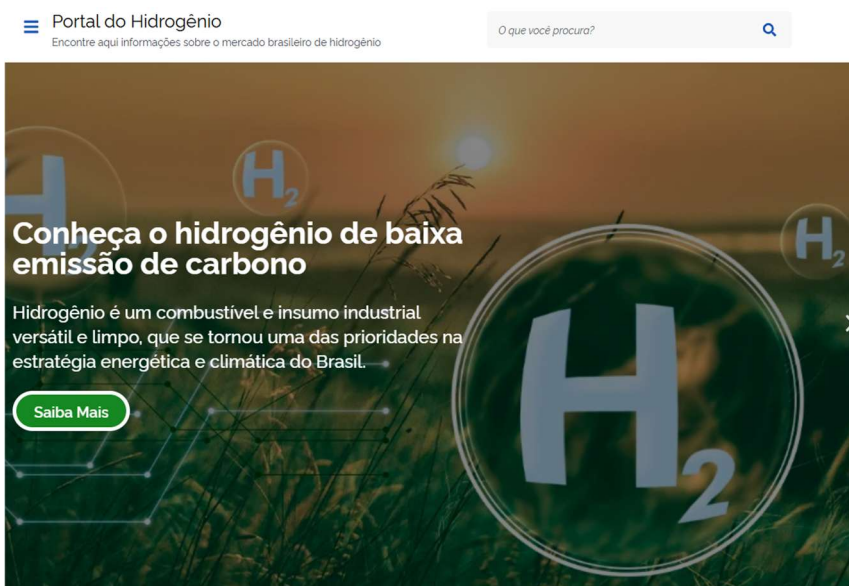 Portal do Hidrogênio
Encontre aqui informações sobre o mercado brasileiro de hidrogênio
O que você procura?
H2
H2
H2
Conheça o hidrogênio de baixa
emissão de carbono
Hidrogênio é um combustível e insumo industrial
versátil e limpo, que se tornou uma das prioridades na
estratégia energética e climática do Brasil.
Saiba Mais
H2